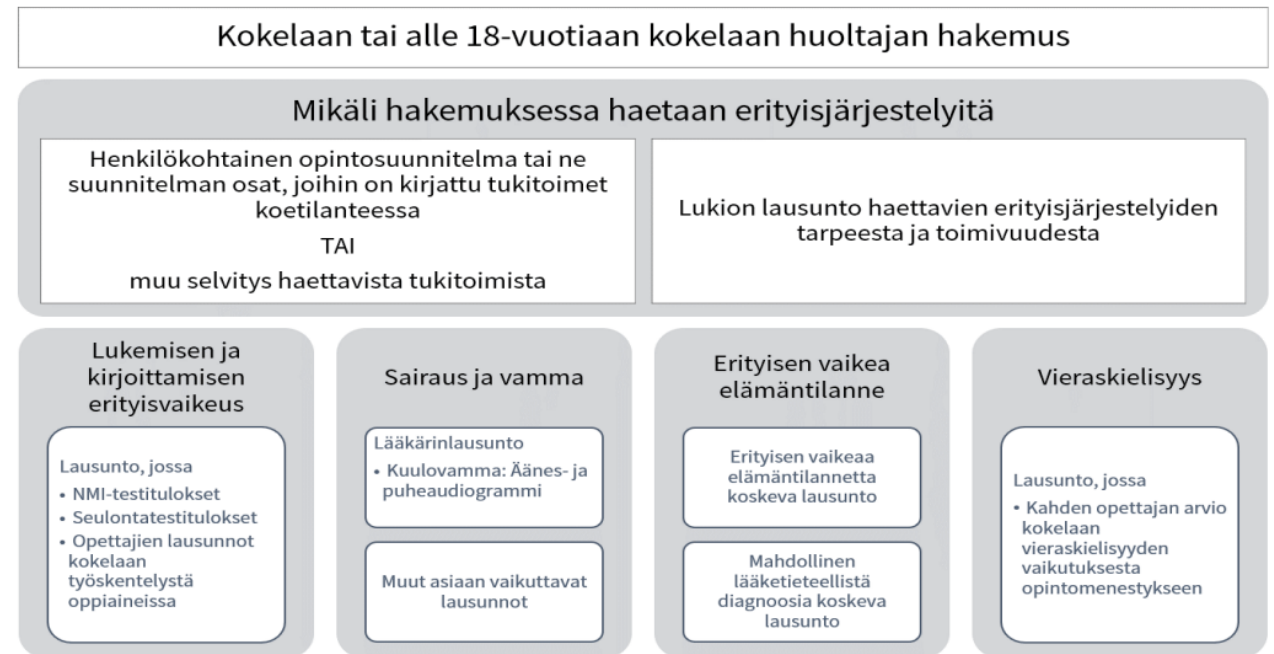 Kokelaan tai alle 18-vuotiaan kokelaan huoltajan hakemus
Mikäli hakemuksessa haetaan erityisjärjestelyitä
Henkilökohtainen opintosuunnitelma tai ne
suunnitelman osat, joihin on kirjattu tukitoimet
koetilanteessa
TAI
muu selvitys haettavista tukitoimista
Lukion lausunto haettavien erityisjärjestelyiden
tarpeesta ja toimivuudesta
Lukemisen ja
kirjoittamisen
erityisvaikeus
Lausunto, jossa
• NMI-testitulokset
• Seulontatestitulokset
• Opettajien lausunnot
kokelaan
työskentelystä
oppiaineissa
Sairaus ja vamma
Lääkärinlausunto
• Kuulovamma: Äänes- ja
puheaudiogrammi
Muut asiaan vaikuttavat
lausunnot
Erityisen vaikea
elämäntilanne
Erityisen vaikeaa
elämäntilannetta
koskeva lausunto
Mahdollinen
lääketieteellistä
diagnoosia koskeva
lausunto
Vieraskielisyys
Lausunto, jossa
• Kahden opettajan arvio
kokelaan
vieraskielisyyden
vaikutuksesta
opintomenestykseen